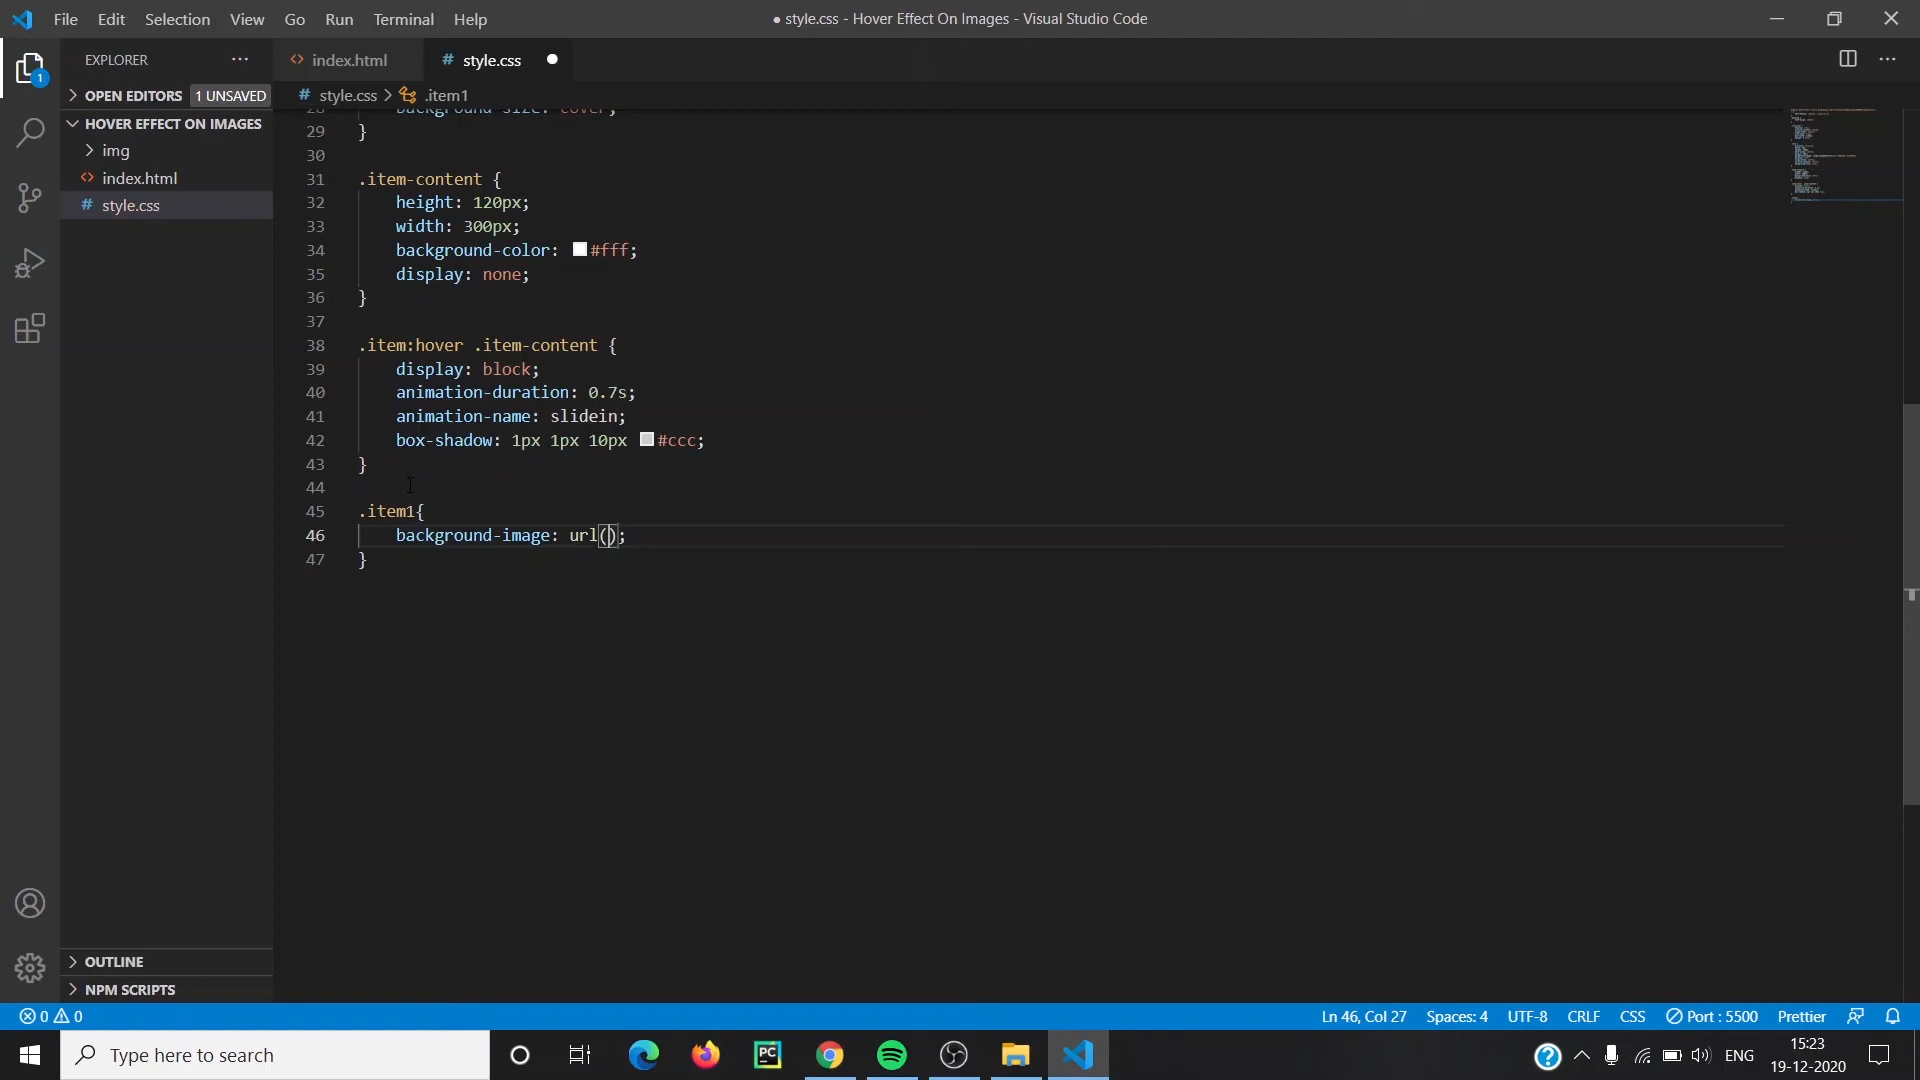 File Edit Selection View Go Run Terminal Help
● style.css - Hover Effect On Images - Visual Studio Code
EXPLORER
index.html
# style.css
OPEN EDITORS 1 UNSAVED
# style.css > .item1
HOVER EFFECT ON IMAGES
img
index.html
# style.css
28 background-size: cover;
29 }
30
31 .item-content {
32 height: 120px;
33 width: 300px;
34 background-color: #fff;
35 display: none;
36 }
37
38 .item:hover .item-content {
39 display: block;
40 animation-duration: 0.7s;
41 animation-name: slidein;
42 box-shadow: 1px 1px 10px #ccc;
43 }
44
45 .item1{
46 background-image: url();
47 }
1
OUTLINE
NPM SCRIPTS
0 0
Ln 46, Col 27 Spaces: 4 UTF-8 CRLF CSS Port : 5500 Prettier
Type here to search
PC
ENG
15:23
19-12-2020